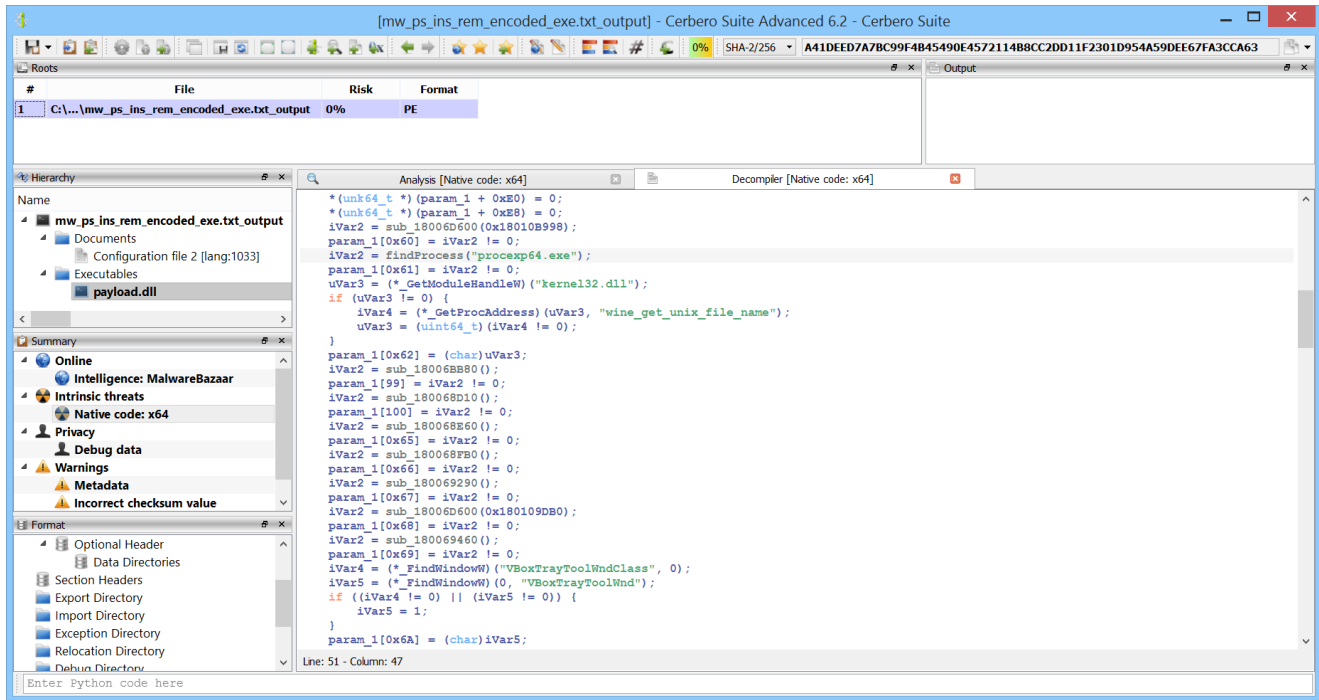 [mw_ps_ins_rem_encoded_exe.txt_output] - Cerbero Suite Advanced 6.2 - Cerbero Suite
0% SHA-2/256 A41DEED7A7BC99F4B45490E4572114B8CC2DD11F2301D954A59DEE67FA3CCA63
Roots
# File Risk Format
1 C:\...\mw_ps_ins_rem_encoded_exe.txt_output 0% PE
Output
Hierarchy
Name
mw_ps_ins_rem_encoded_exe.txt_output
Documents
Configuration file 2 [lang:1033]
Executables
payload.dll
Summary
Online
Intelligence: MalwareBazaar
Intrinsic threats
Native code: x64
Privacy
Debug data
Warnings
Metadata
Incorrect checksum value
Format
Optional Header
Data Directories
Section Headers
Export Directory
Import Directory
Exception Directory
Relocation Directory
Debug Directory
Analysis [Native code: x64]
Decompiler [Native code: x64]
*(unk64_t *)(param_1 + 0xE0) = 0;
*(unk64_t *)(param_1 + 0xE8) = 0;
iVar2 = sub_18006D600(0x18010B998);
param_1[0x60] = iVar2 != 0;
iVar2 = findProcess("procexp64.exe");
param_1[0x61] = iVar2 != 0;
uVar3 = (*_GetModuleHandleW)("kernel32.dll");
if (uVar3 != 0) {
iVar4 = (*_GetProcAddress)(uVar3, "wine_get_unix_file_name");
uVar3 = (uint64_t)(iVar4 != 0);
}
param_1[0x62] = (char)uVar3;
iVar2 = sub_18006BB80();
param_1[99] = iVar2 != 0;
iVar2 = sub_180068D10();
param_1[100] = iVar2 != 0;
iVar2 = sub_180068E60();
param_1[0x65] = iVar2 != 0;
iVar2 = sub_180068FB0();
param_1[0x66] = iVar2 != 0;
iVar2 = sub_180069290();
param_1[0x67] = iVar2 != 0;
iVar2 = sub_18006D600(0x180109DB0);
param_1[0x68] = iVar2 != 0;
iVar2 = sub_180069460();
param_1[0x69] = iVar2 != 0;
iVar4 = (*_FindWindowW)("VBoxTrayToolWndClass", 0);
iVar5 = (*_FindWindowW)(0, "VBoxTrayToolWnd");
if ((iVar4 != 0) || (iVar5 != 0)) {
iVar5 = 1;
}
param_1[0x6A] = (char)iVar5;
Line: 51 - Column: 47
Enter Python code here